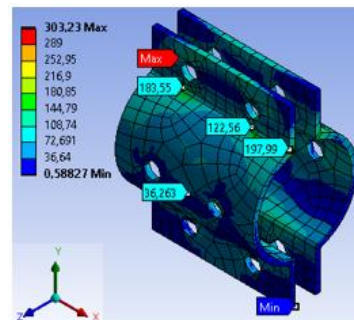 303,23 Max
289
252,95
216,9
180,85
144,79
108,74
72,691
36,64
0,58827 Min
Max
183,55
122,56
197,99
36,263
Min
Y
Z
X